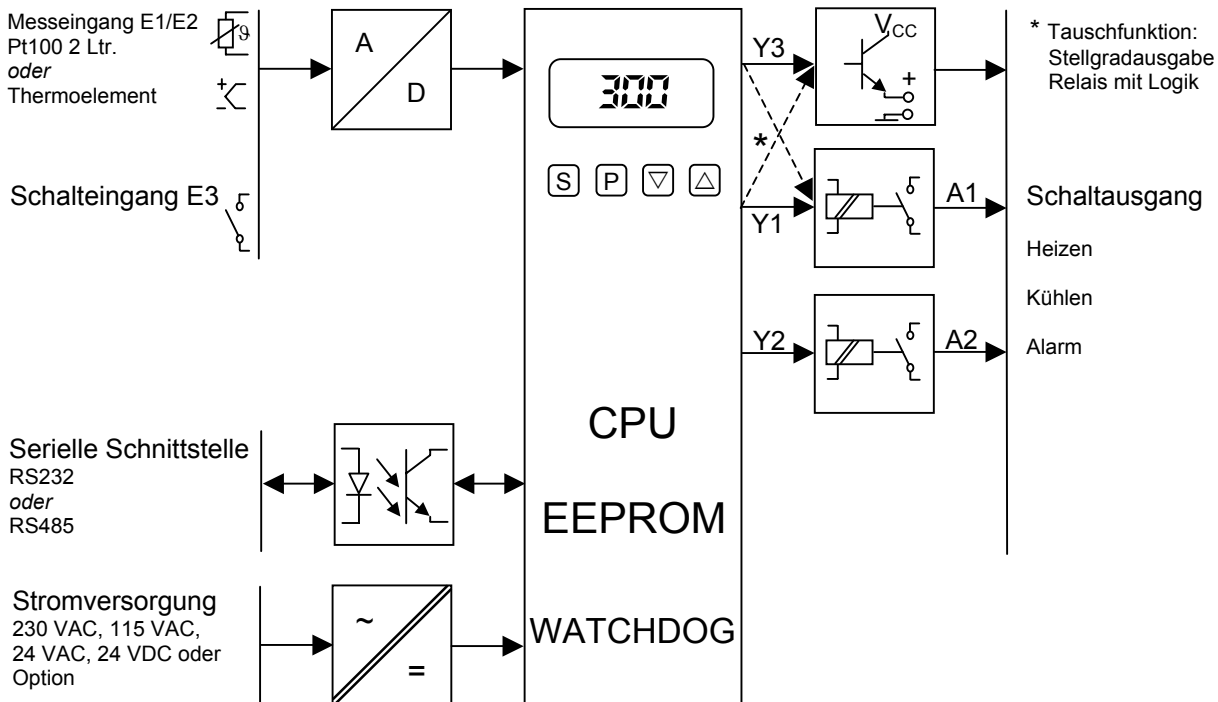 Messeingang E1/E2
Pt100 2 Ltr.
oder
Thermoelement
ϑ
+
-
A
D
Schalteingang E3
300
S P
Y3
*
Y1
Y2
VCC
+
A1
A2
* Tauschfunktion:
Stellgradausgabe
Relais mit Logik
Schaltausgang
Heizen
Kühlen
Alarm
Serielle Schnittstelle
RS232
oder
RS485
CPU
EEPROM
WATCHDOG
Stromversorgung
230 VAC, 115 VAC,
24 VAC, 24 VDC oder
Option
~
=